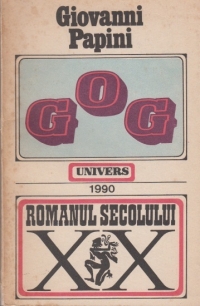 Giovanni
Papini
GOG
UNIVERS
1990
ROMANUL SECOLULUI
XX